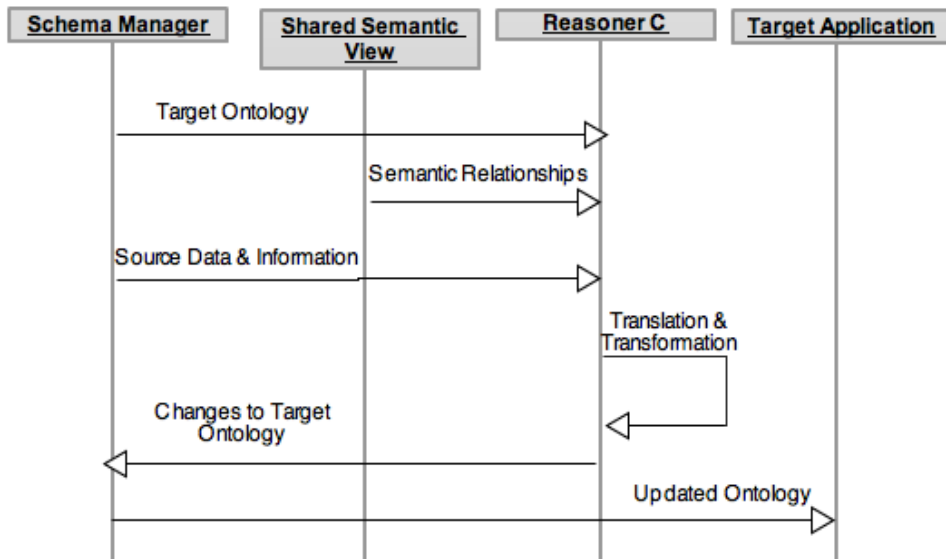 Schema Manager
Shared Semantic
View
Reasoner C
Target Application
Target Ontology
Semantic Relationships
Source Data & Information
Translation &
Transformation
Changes to Target
Ontology
Updated Ontology